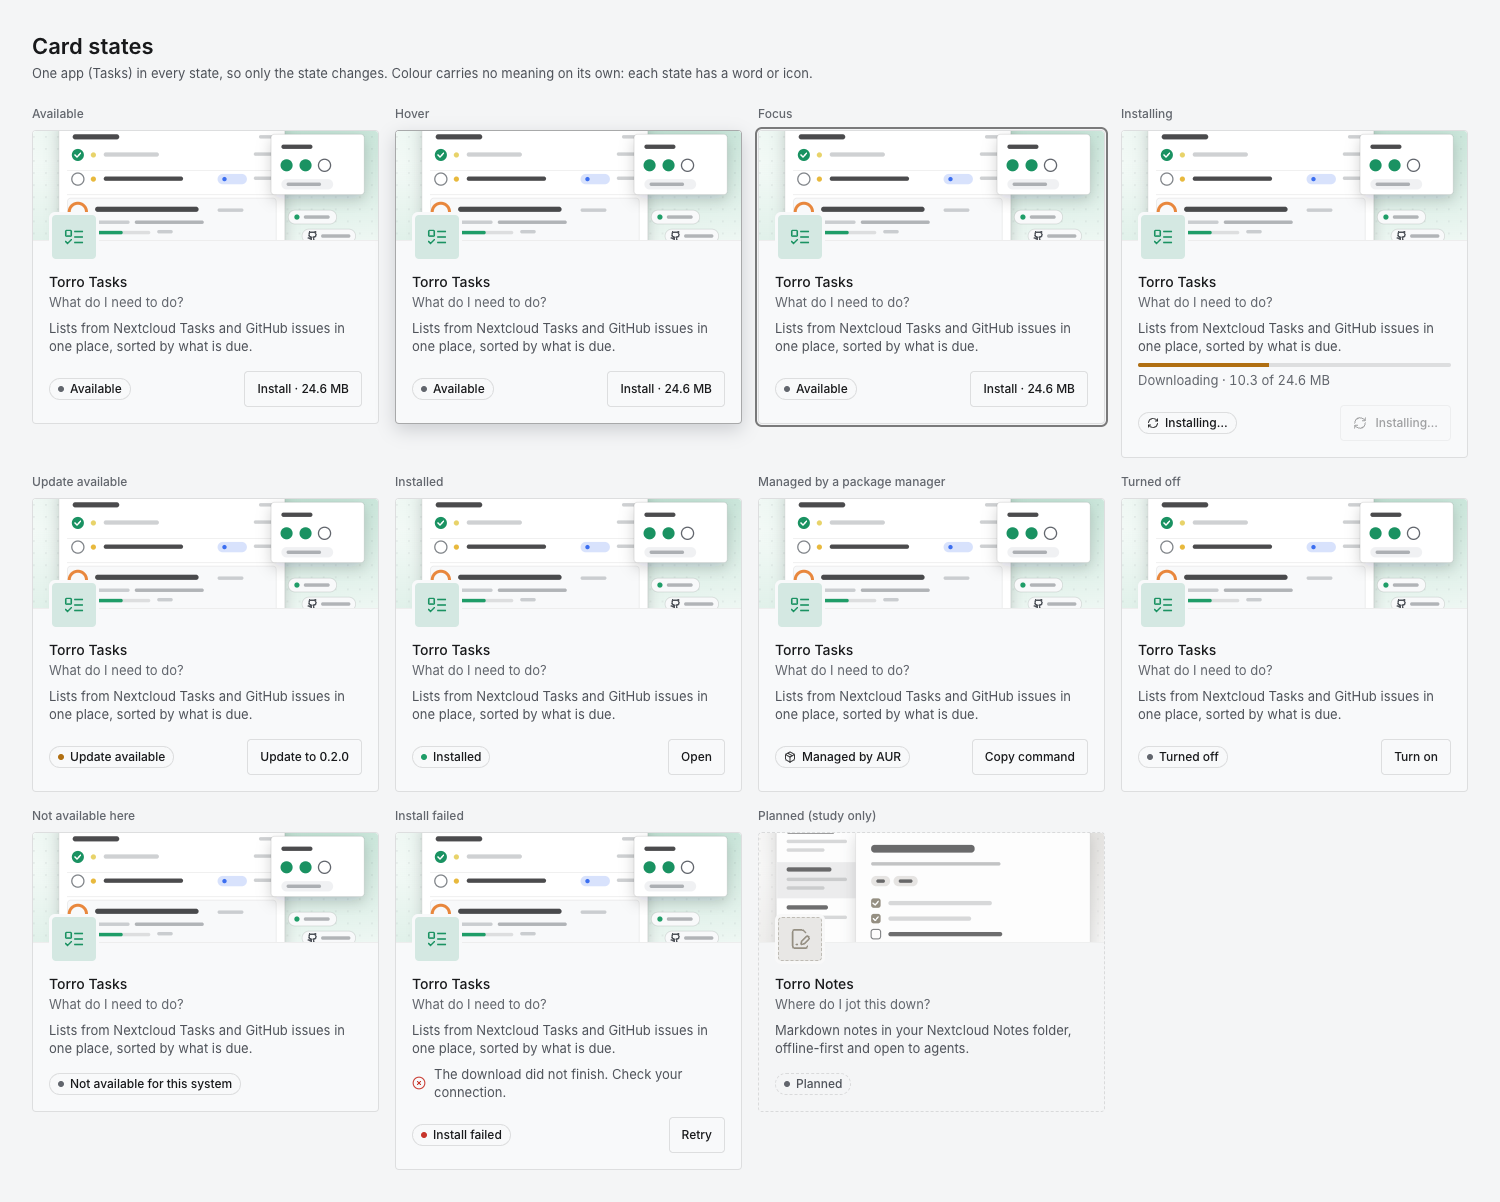 Card states
One app (Tasks) in every state, so only the state changes. Colour carries no meaning on its own: each state has a word or icon.
Available
Torro Tasks
What do I need to do?
Lists from Nextcloud Tasks and GitHub issues in
one place, sorted by what is due.
Available
Install · 24.6 MB
Hover
Torro Tasks
What do I need to do?
Lists from Nextcloud Tasks and GitHub issues in
one place, sorted by what is due.
Available
Install · 24.6 MB
Focus
Torro Tasks
What do I need to do?
Lists from Nextcloud Tasks and GitHub issues in
one place, sorted by what is due.
Available
Install · 24.6 MB
Installing
Torro Tasks
What do I need to do?
Lists from Nextcloud Tasks and GitHub issues in
one place, sorted by what is due.
Downloading · 10.3 of 24.6 MB
Installing…
Installing…
Update available
Torro Tasks
What do I need to do?
Lists from Nextcloud Tasks and GitHub issues in
one place, sorted by what is due.
Update available
Update to 0.2.0
Installed
Torro Tasks
What do I need to do?
Lists from Nextcloud Tasks and GitHub issues in
one place, sorted by what is due.
Installed
Open
Managed by a package manager
Torro Tasks
What do I need to do?
Lists from Nextcloud Tasks and GitHub issues in
one place, sorted by what is due.
Managed by AUR
Copy command
Turned off
Torro Tasks
What do I need to do?
Lists from Nextcloud Tasks and GitHub issues in
one place, sorted by what is due.
Turned off
Turn on
Not available here
Torro Tasks
What do I need to do?
Lists from Nextcloud Tasks and GitHub issues in
one place, sorted by what is due.
Not available for this system
Install failed
Torro Tasks
What do I need to do?
Lists from Nextcloud Tasks and GitHub issues in
one place, sorted by what is due.
The download did not finish. Check your
connection.
Install failed
Retry
Planned (study only)
Torro Notes
Where do I jot this down?
Markdown notes in your Nextcloud Notes folder,
offline-first and open to agents.
Planned